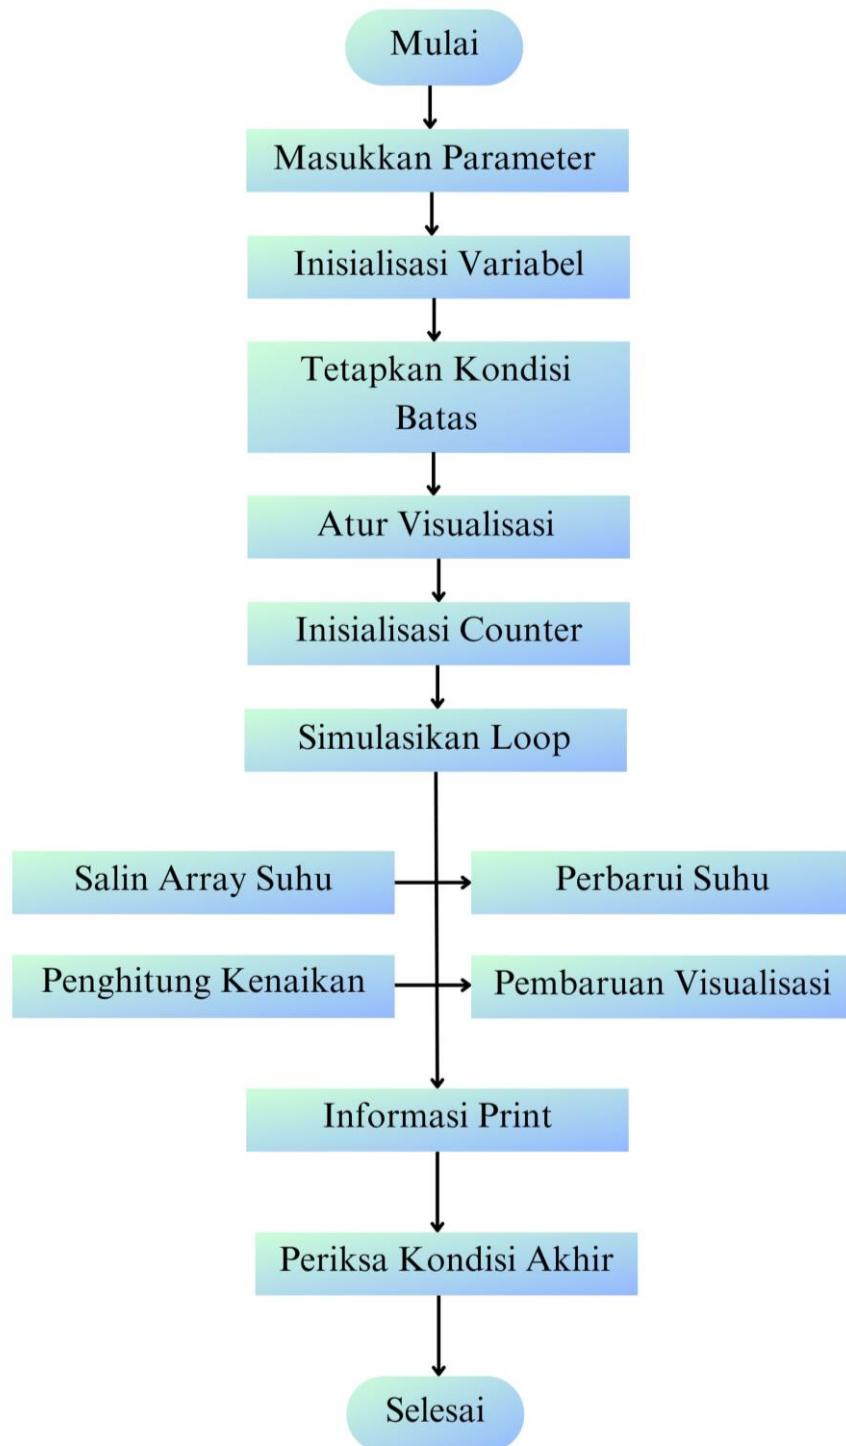 Mulai
Masukkan Parameter
Inisialisasi Variabel
Tetapkan Kondisi
Batas
Atur Visualisasi
Inisialisasi Counter
Simulasikan Loop
Salin Array Suhu
Perbarui Suhu
Penghitung Kenaikan
Pembaruan Visualisasi
Informasi Print
Periksa Kondisi Akhir
Selesai